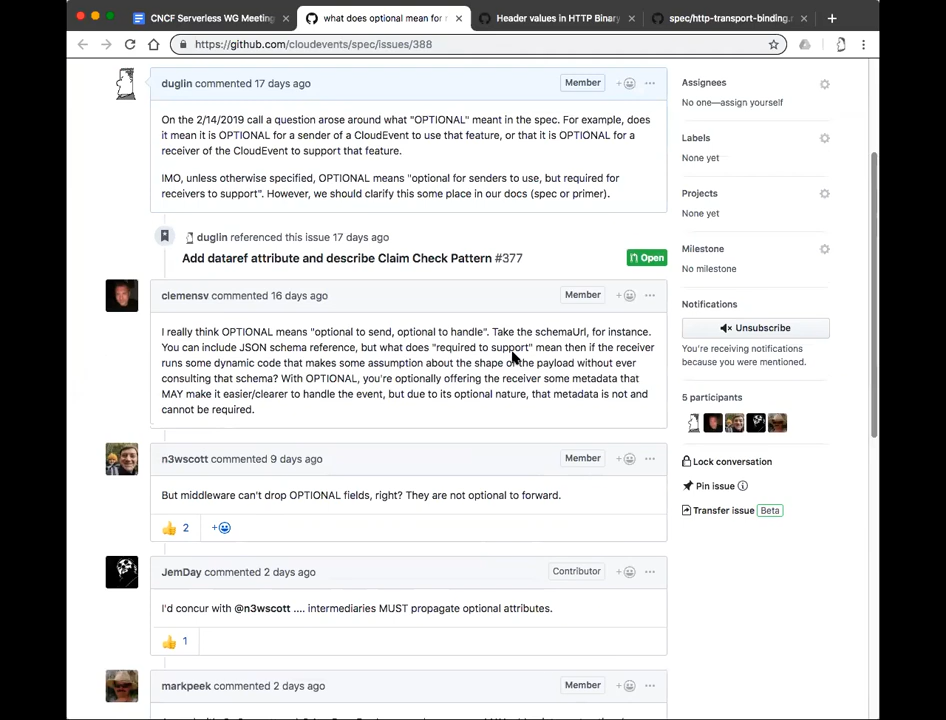 CNCF Serverless WG Meeting
what does optional mean for
Header values in HTTP Binary
spec/http-transport-binding.
https://github.com/cloudevents/spec/issues/388
duglin commented 17 days ago
Member
On the 2/14/2019 call a question arose around what "OPTIONAL" meant in the spec. For example, does
it mean it is OPTIONAL for a sender of a CloudEvent to use that feature, or that it is OPTIONAL for a
receiver of the CloudEvent to support that feature.
IMO, unless otherwise specified, OPTIONAL means "optional for senders to use, but required for
receivers to support". However, we should clarify this some place in our docs (spec or primer).
duglin referenced this issue 17 days ago
Add dataref attribute and describe Claim Check Pattern #377
Open
clemensv commented 16 days ago
Member
I really think OPTIONAL means "optional to send, optional to handle". Take the schemaUrl, for instance.
You can include JSON schema reference, but what does "required to support" mean then if the receiver
runs some dynamic code that makes some assumption about the shape of the payload without ever
consulting that schema? With OPTIONAL, you're optionally offering the receiver some metadata that
MAY make it easier/clearer to handle the event, but due to its optional nature, that metadata is not and
cannot be required.
n3wscott commented 9 days ago
Member
But middleware can't drop OPTIONAL fields, right? They are not optional to forward.
2
JemDay commented 2 days ago
Contributor
I'd concur with @n3wscott .... intermediaries MUST propagate optional attributes.
1
markpeek commented 2 days ago
Member
Assignees
No one—assign yourself
Labels
None yet
Projects
None yet
Milestone
No milestone
Notifications
Unsubscribe
You're receiving notifications
because you were mentioned.
5 participants
Lock conversation
Pin issue
Transfer issue Beta